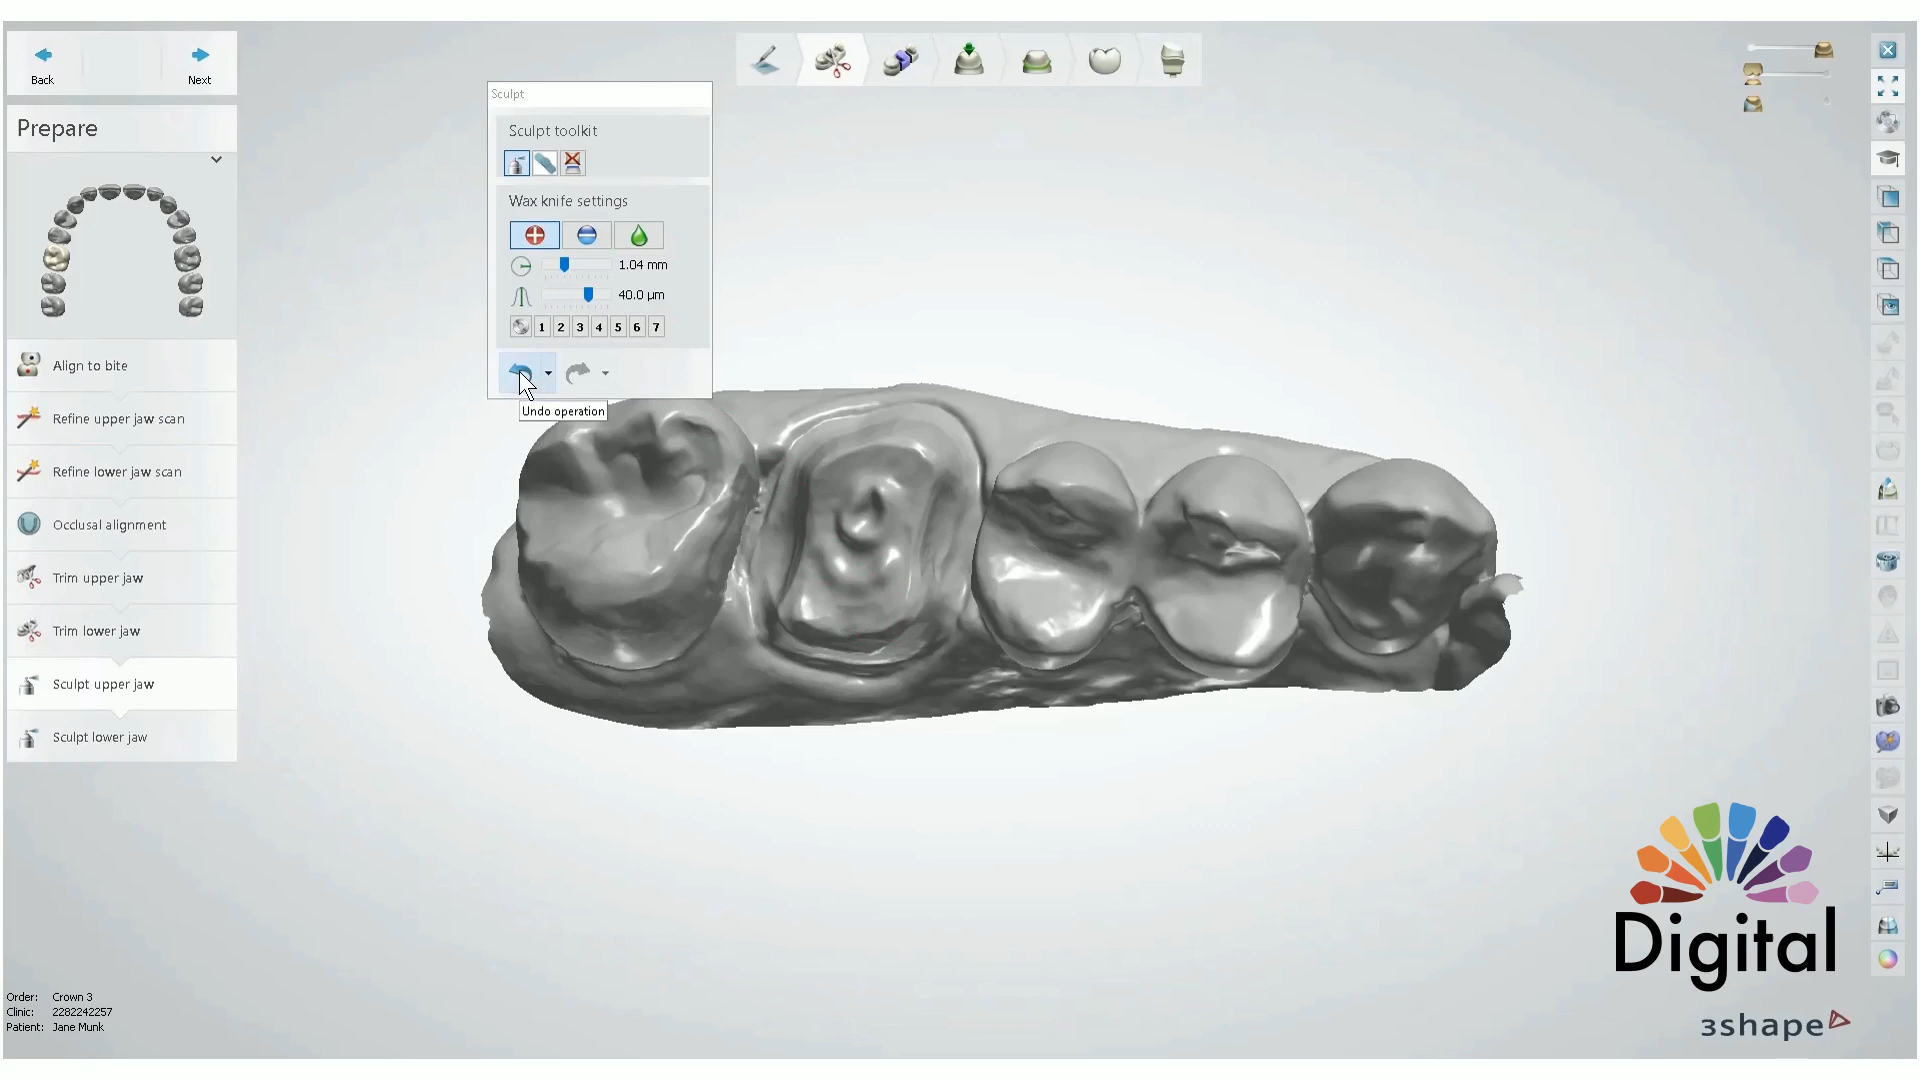 Back
Next
Prepare
Align to bite
Refine upper jaw scan
Refine lower jaw scan
Occlusal alignment
Trim upper jaw
Trim lower jaw
Sculpt upper jaw
Sculpt lower jaw
Sculpt
Sculpt toolkit
Wax knife settings
1.04 mm
40.0 µm
1 2 3 4 5 6 7
Undo operation
Order: Crown 3
Clinic: 2282242257
Patient: Jane Munk
Digital
3shape